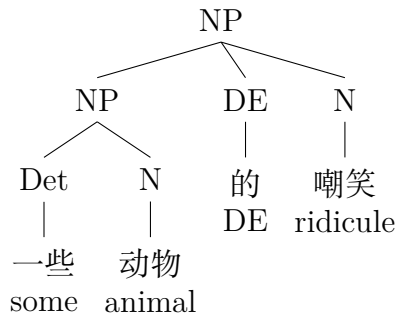 NP
NP DE N
Det N 的 嘲笑
DE ridicule
一些 动物
some animal